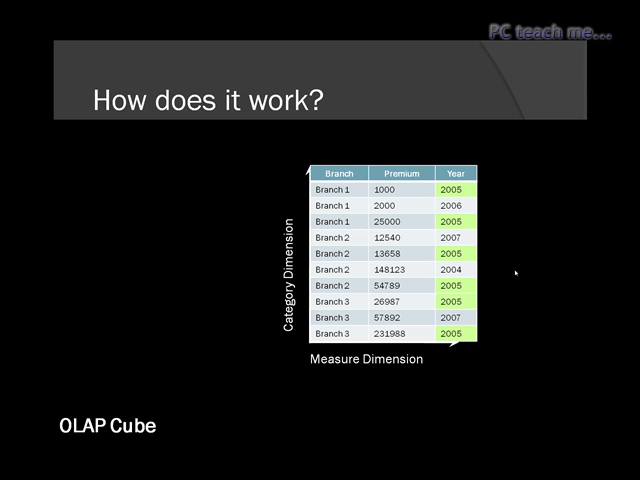 PC teach me...
How does it work?
Branch Premium Year
Branch 1 1000 2005
Branch 1 2000 2006
Branch 1 25000 2005
Branch 2 12540 2007
Branch 2 13658 2005
Branch 2 148123 2004
Branch 2 54789 2005
Branch 3 26987 2005
Branch 3 57892 2007
Branch 3 231988 2005
Category Dimension
Measure Dimension
OLAP Cube